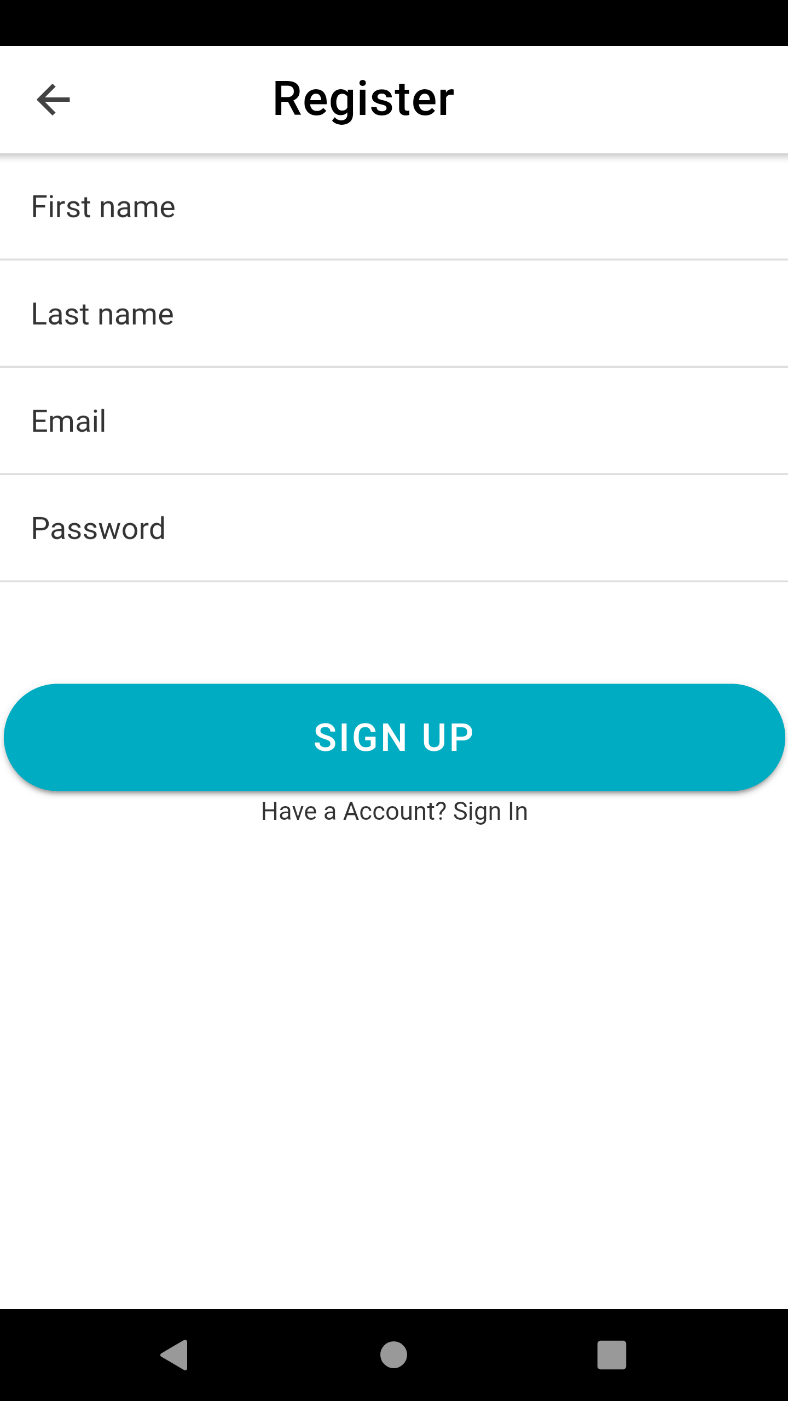 Register
First name
Last name
Email
Password
SIGN UP
Have a Account? Sign In